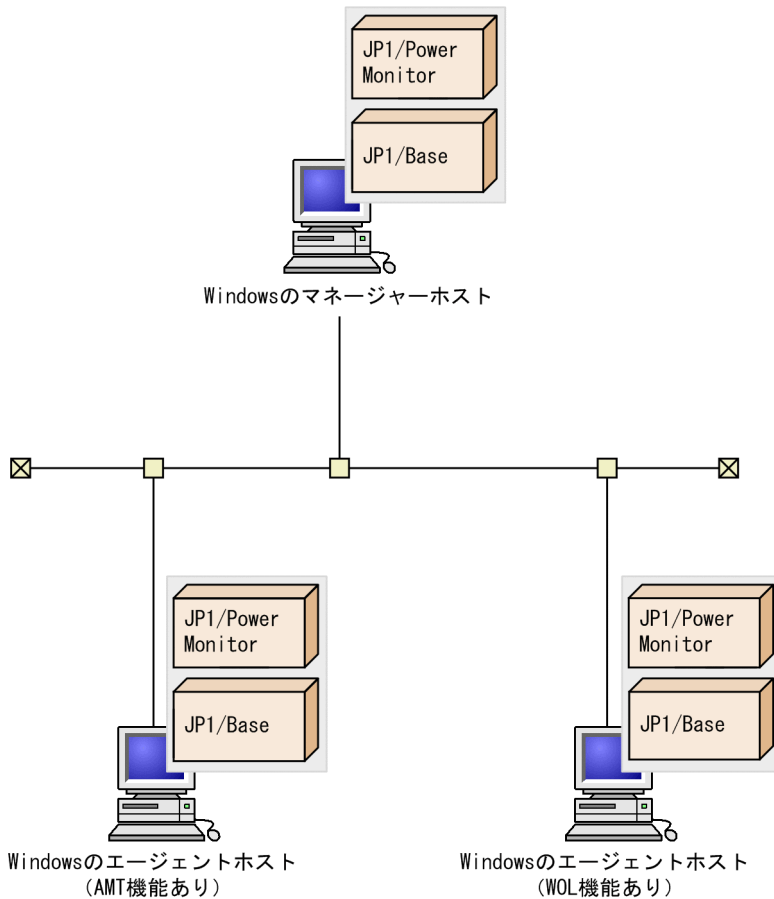 JP1/Power
Monitor
JP1/Base
Windowsのマネージャーホスト
JP1/Power
Monitor
JP1/Base
Windowsのエージェントホスト
（AMT機能あり）
JP1/Power
Monitor
JP1/Base
Windowsのエージェントホスト
（WOL機能あり）